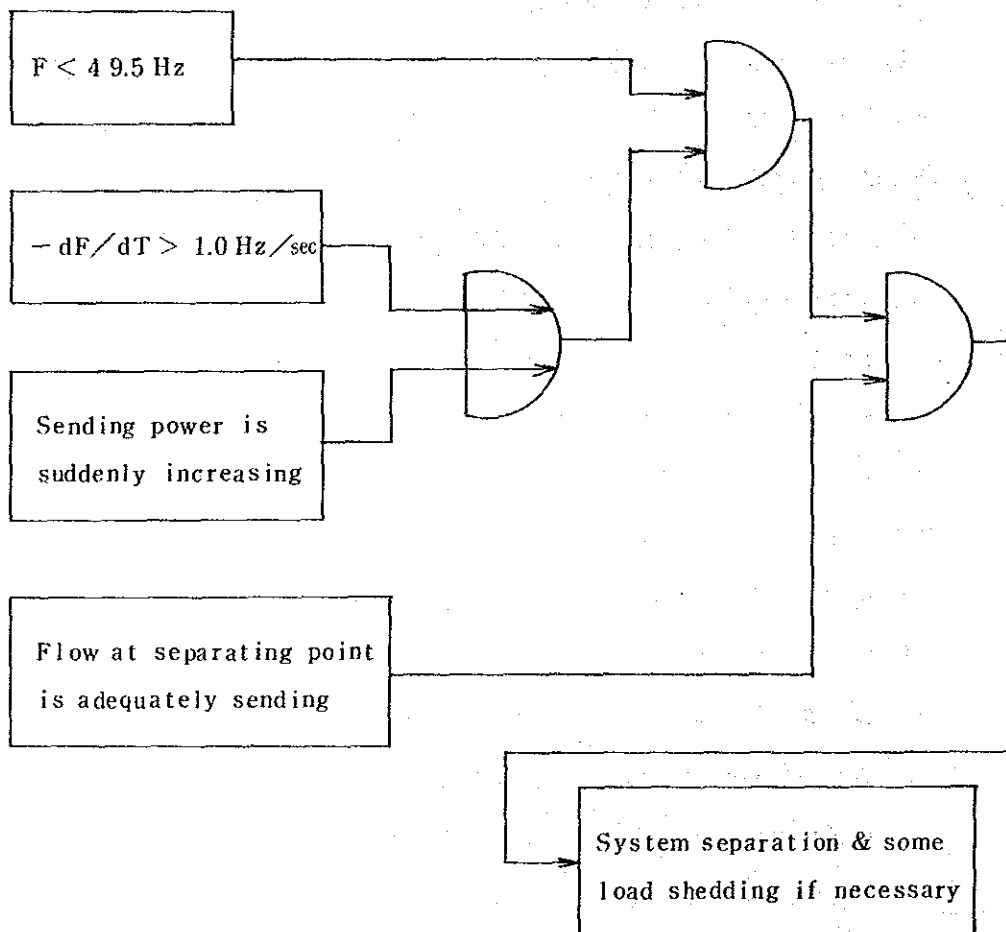 F < 49.5 Hz
− dF/dT > 1.0 Hz/sec
Sending power is
suddenly increasing
Flow at separating point
is adequately sending
System separation & some
load shedding if necessary